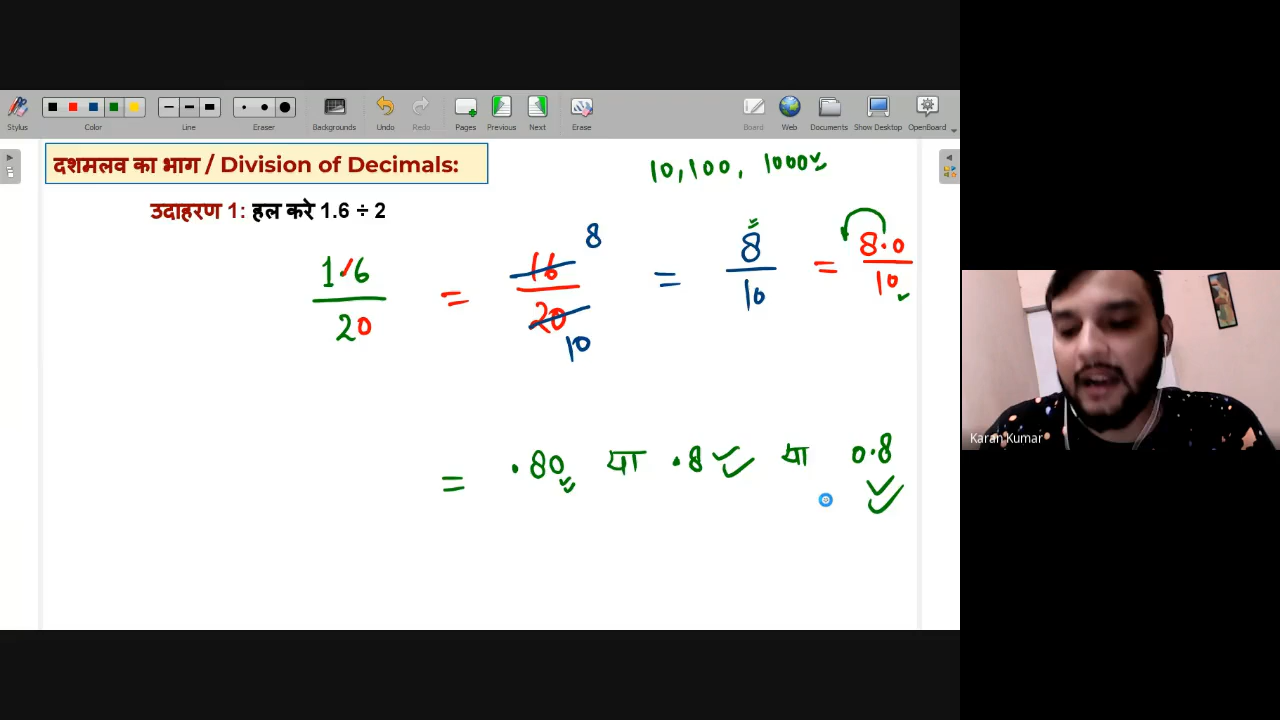 Stylus Color Line Eraser Backgrounds Undo Redo Pages Previous Next Erase Board Web Documents Show Desktop OpenBoard
दशमलव का भाग / Division of Decimals:
10, 100, 1000
उदाहरण 1: हल करे 1.6 ÷ 2
8
1.6 / 20 = 16 / 20 = 8 / 10 = 8.0 / 10
10
= .80 या .8 या 0.8
Karan Kumar